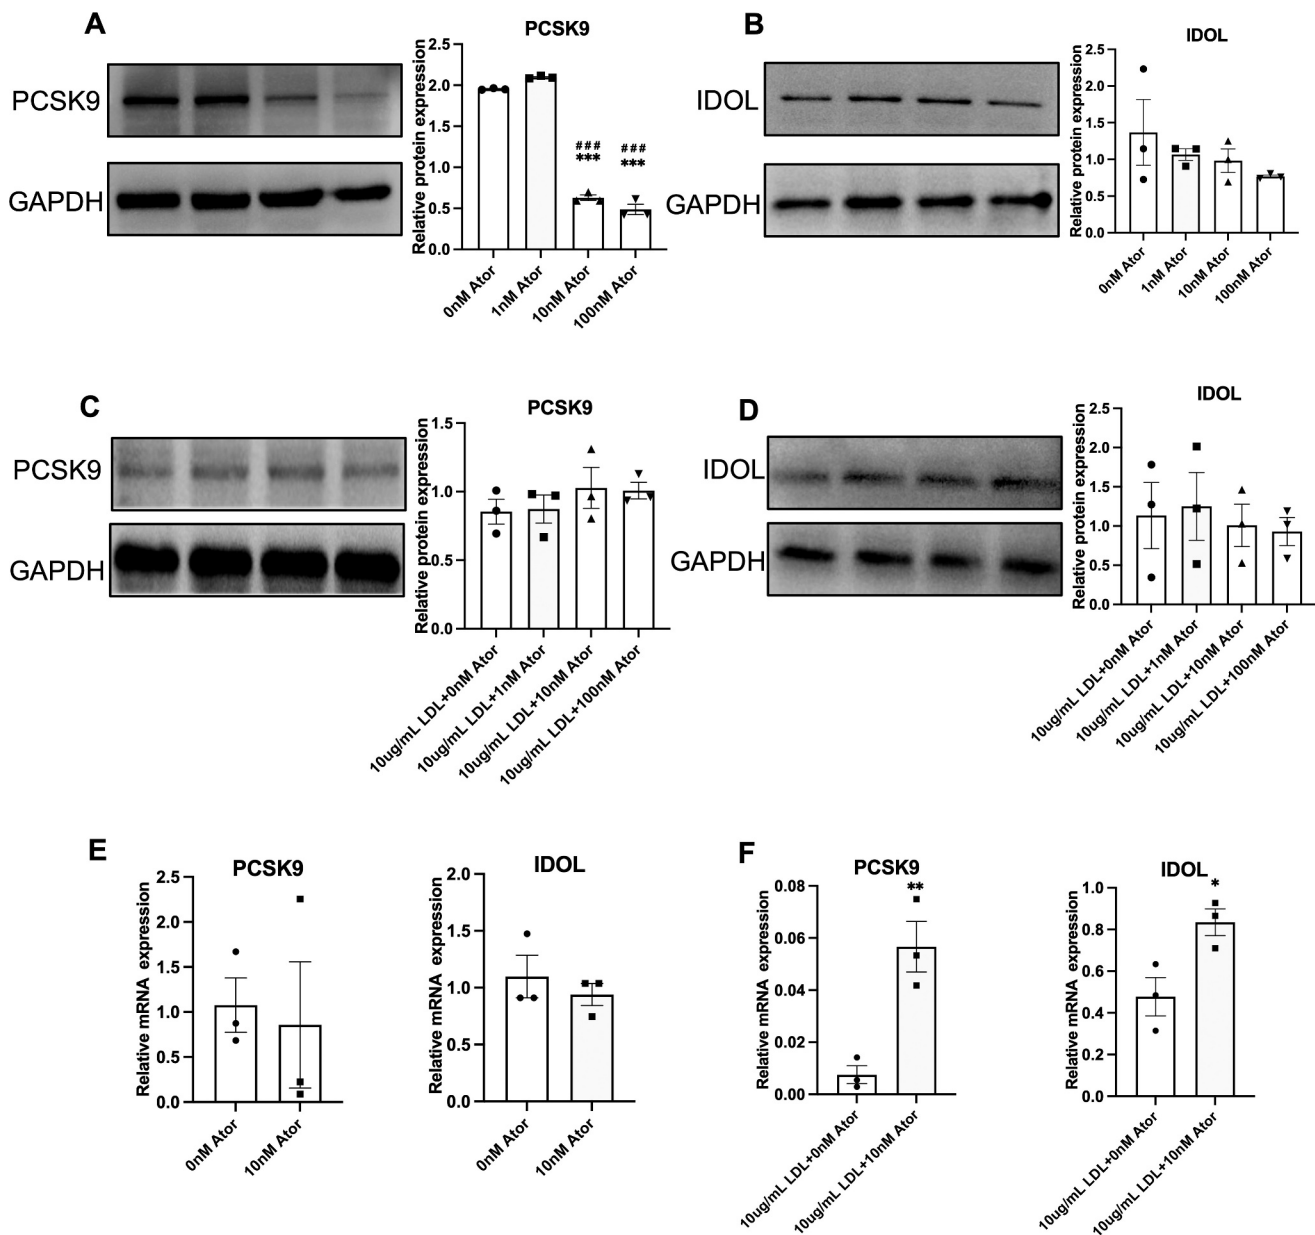 A
PCSK9
GAPDH
PCSK9
Relative protein expression
2.5
2.0
1.5
1.0
0.5
0.0
###
***
###
***
0nM Ator
1nM Ator
10nM Ator
100nM Ator
B
IDOL
GAPDH
IDOL
Relative protein expression
2.5
2.0
1.5
1.0
0.5
0.0
0nM Ator
1nM Ator
10nM Ator
100nM Ator
C
PCSK9
GAPDH
PCSK9
Relative protein expression
1.5
1.0
0.5
0.0
10ug/mL LDL+0nM Ator
10ug/mL LDL+1nM Ator
10ug/mL LDL+10nM Ator
10ug/mL LDL+100nM Ator
D
IDOL
GAPDH
IDOL
Relative protein expression
2.5
2.0
1.5
1.0
0.5
0.0
10ug/mL LDL+0nM Ator
10ug/mL LDL+1nM Ator
10ug/mL LDL+10nM Ator
10ug/mL LDL+100nM Ator
E
PCSK9
Relative mRNA expression
2.5
2.0
1.5
1.0
0.5
0.0
0nM Ator
10nM Ator
IDOL
Relative mRNA expression
2.0
1.5
1.0
0.5
0.0
0nM Ator
10nM Ator
F
PCSK9
Relative mRNA expression
0.08
0.06
0.04
0.02
0.00
**
10ug/mL LDL+0nM Ator
10ug/mL LDL+10nM Ator
IDOL
Relative mRNA expression
1.0
0.8
0.6
0.4
0.2
0.0
*
10ug/mL LDL+0nM Ator
10ug/mL LDL+10nM Ator